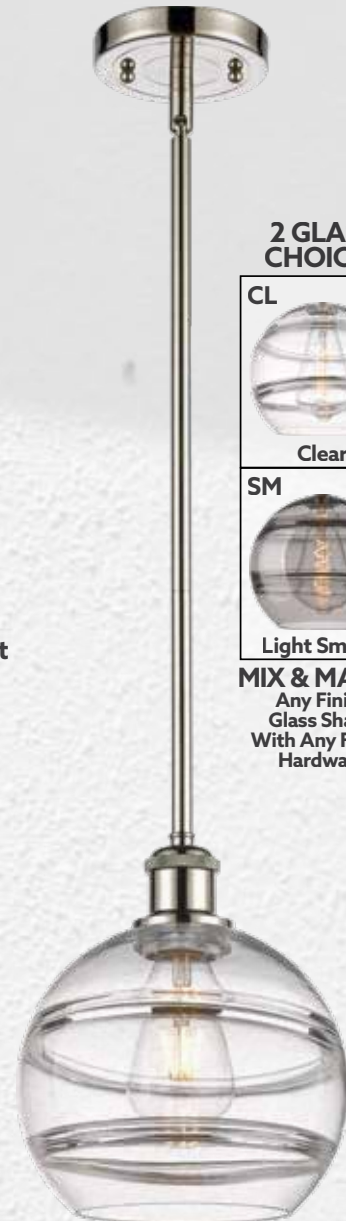 2 GLA
CHOIC
CL
Clear
SM
Light Sm
t
MIX & MA
Any Fini
Glass Sha
With Any F
Hardwa